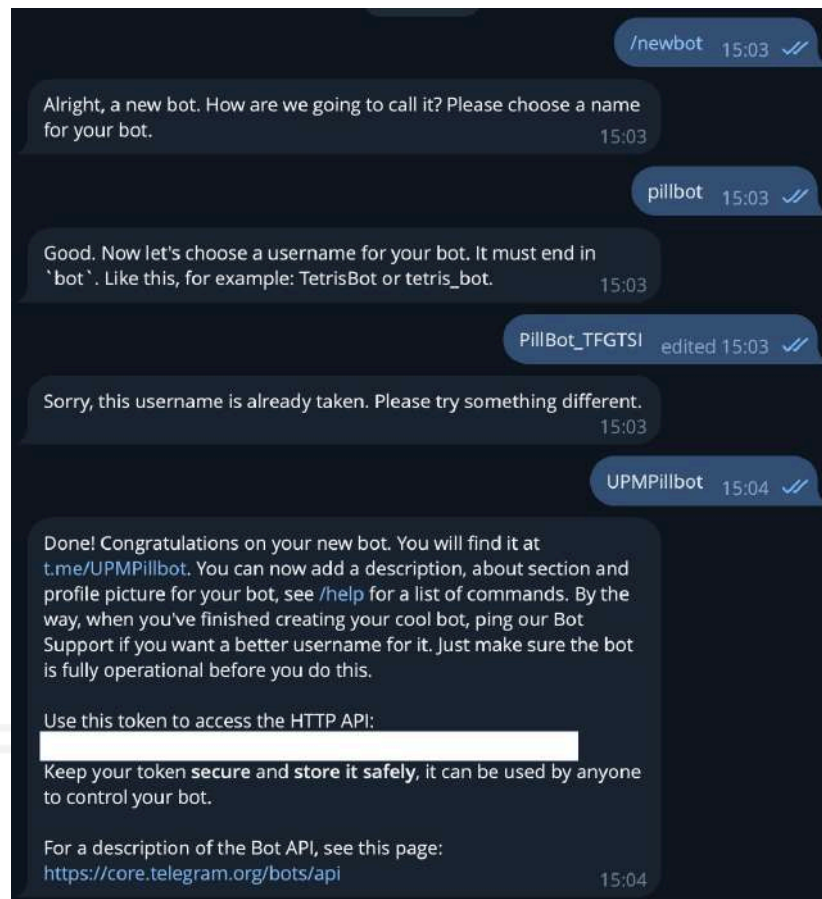 /newbot 15:03
Alright, a new bot. How are we going to call it? Please choose a name
for your bot.
15:03
pillbot 15:03
Good. Now let's choose a username for your bot. It must end in
`bot`. Like this, for example: TetrisBot or tetris_bot.
15:03
PillBot_TFGTSI edited 15:03
Sorry, this username is already taken. Please try something different.
15:03
UPMPillbot 15:04
Done! Congratulations on your new bot. You will find it at
t.me/UPMPillbot. You can now add a description, about section and
profile picture for your bot, see /help for a list of commands. By the
way, when you've finished creating your cool bot, ping our Bot
Support if you want a better username for it. Just make sure the bot
is fully operational before you do this.
Use this token to access the HTTP API:
Keep your token secure and store it safely, it can be used by anyone
to control your bot.
For a description of the Bot API, see this page:
https://core.telegram.org/bots/api
15:04